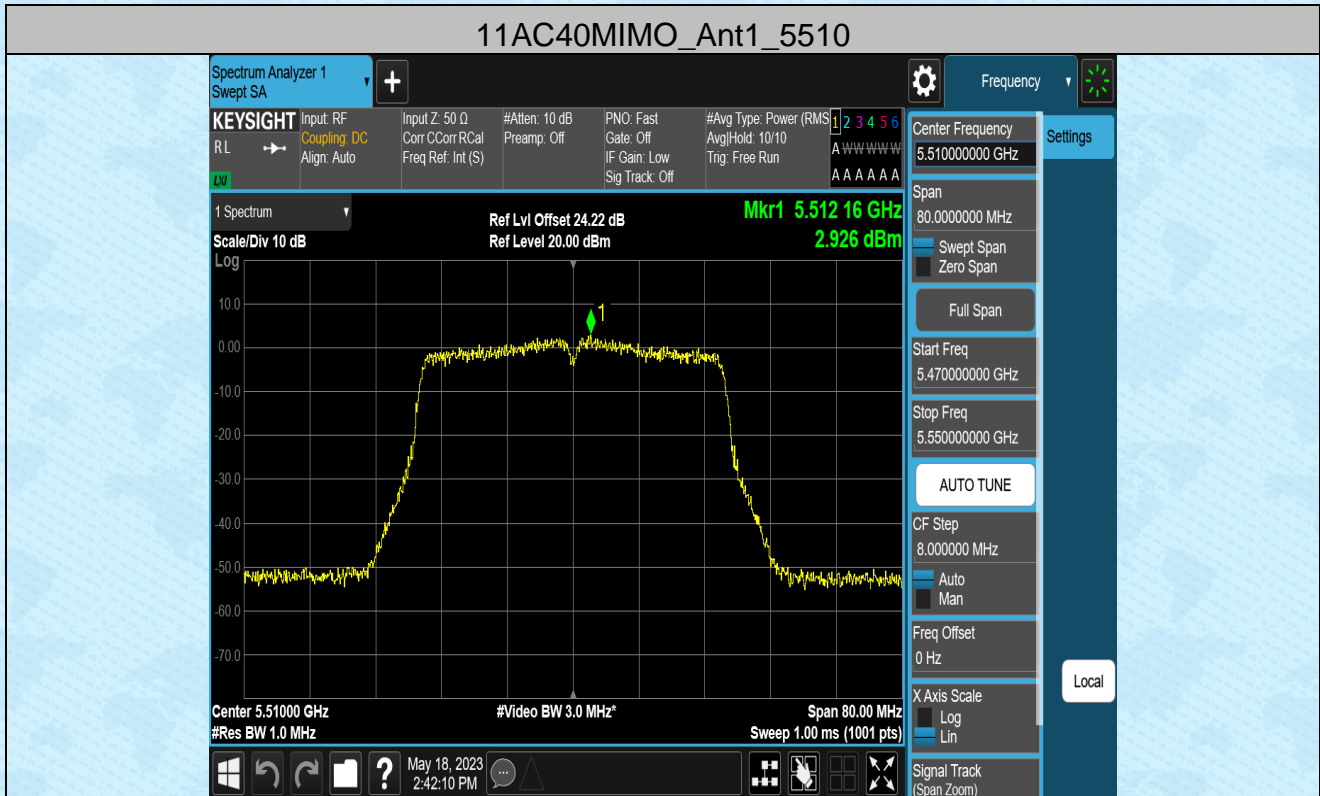 11AC40MIMO_Ant1_5510
Spectrum Analyzer 1
Swept SA
+
Frequency
KEYSIGHT
RL
LXI
Input: RF
Coupling: DC
Align: Auto
Input Z: 50 Ω
Corr CCorr RCal
Freq Ref: Int (S)
#Atten: 10 dB
Preamp: Off
PNO: Fast
Gate: Off
IF Gain: Low
Sig Track: Off
#Avg Type: Power (RMS
Avg|Hold: 10/10
Trig: Free Run
1 2 3 4 5 6
A W W W W W
A A A A A A
1 Spectrum
Scale/Div 10 dB
Log
Ref Lvl Offset 24.22 dB
Ref Level 20.00 dBm
Mkr1 5.512 16 GHz
2.926 dBm
1
10.0
0.00
-10.0
-20.0
-30.0
-40.0
-50.0
-60.0
-70.0
Center 5.51000 GHz
#Res BW 1.0 MHz
#Video BW 3.0 MHz*
Span 80.00 MHz
Sweep 1.00 ms (1001 pts)
?
May 18, 2023
2:42:10 PM
Center Frequency
5.510000000 GHz
Settings
Span
80.0000000 MHz
Swept Span
Zero Span
Full Span
Start Freq
5.470000000 GHz
Stop Freq
5.550000000 GHz
AUTO TUNE
CF Step
8.000000 MHz
Auto
Man
Freq Offset
0 Hz
X Axis Scale
Log
Lin
Local
Signal Track
(Span Zoom)